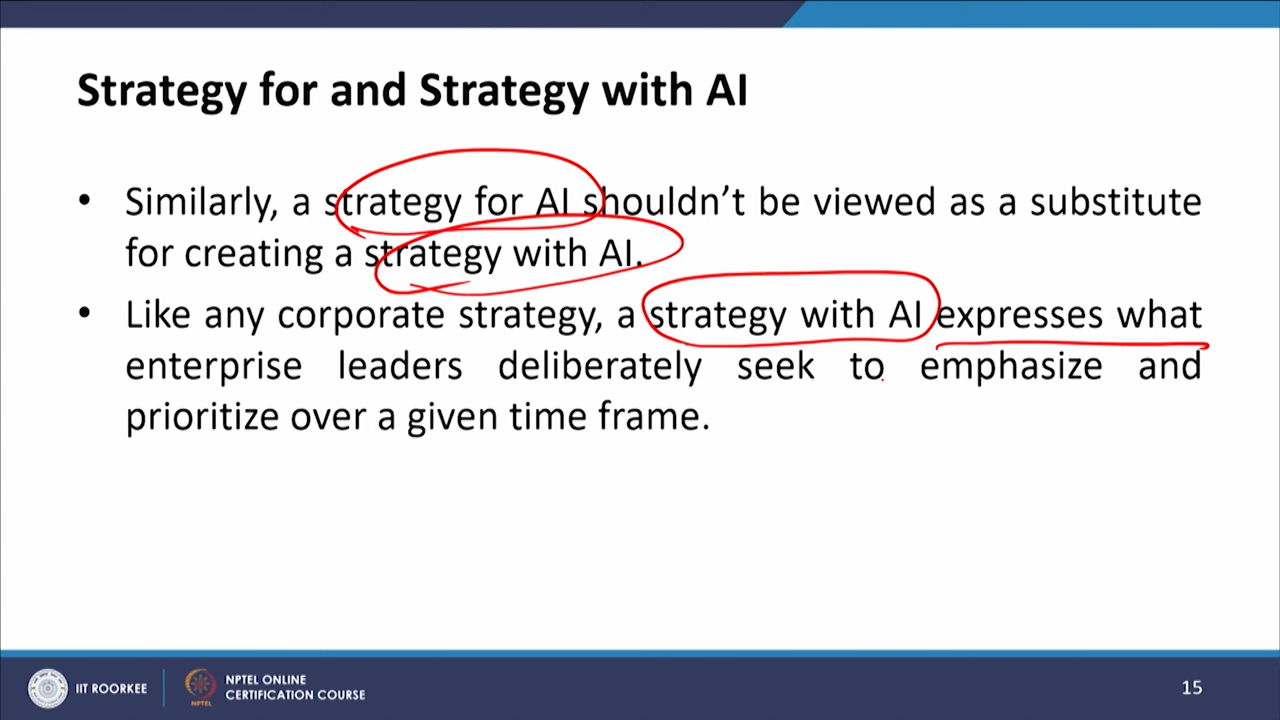 Strategy for and Strategy with AI
• Similarly, a strategy for AI shouldn't be viewed as a substitute
for creating a strategy with AI.
• Like any corporate strategy, a strategy with AI expresses what
enterprise leaders deliberately seek to emphasize and
prioritize over a given time frame.
IIT ROORKEE
NPTEL
NPTEL ONLINE
CERTIFICATION COURSE
15